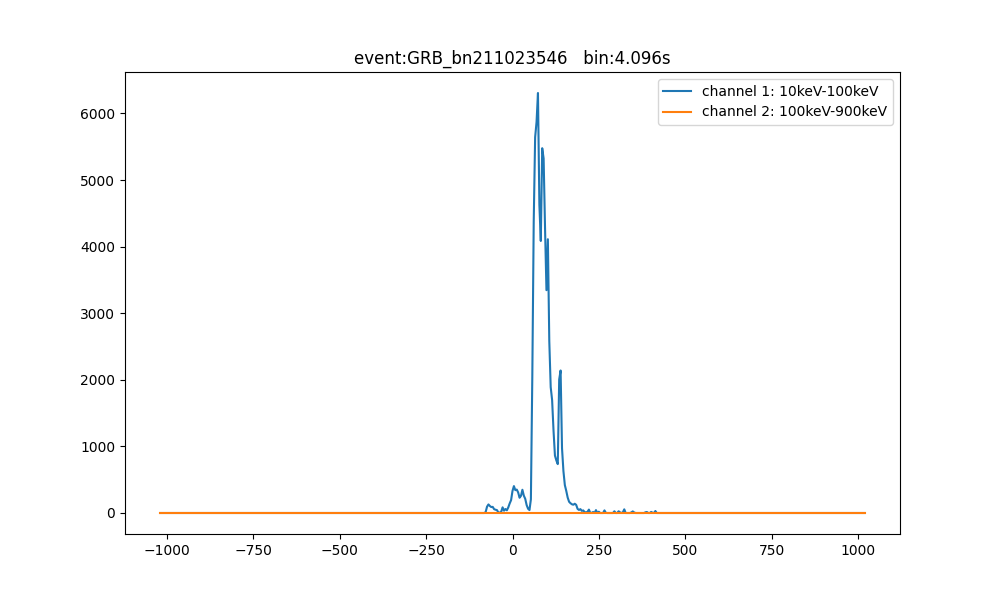 event:GRB_bn211023546   bin:4.096s
channel 1: 10keV-100keV
channel 2: 100keV-900keV
6000
5000
4000
3000
2000
1000
0
−1000 −750 −500 −250 0 250 500 750 1000